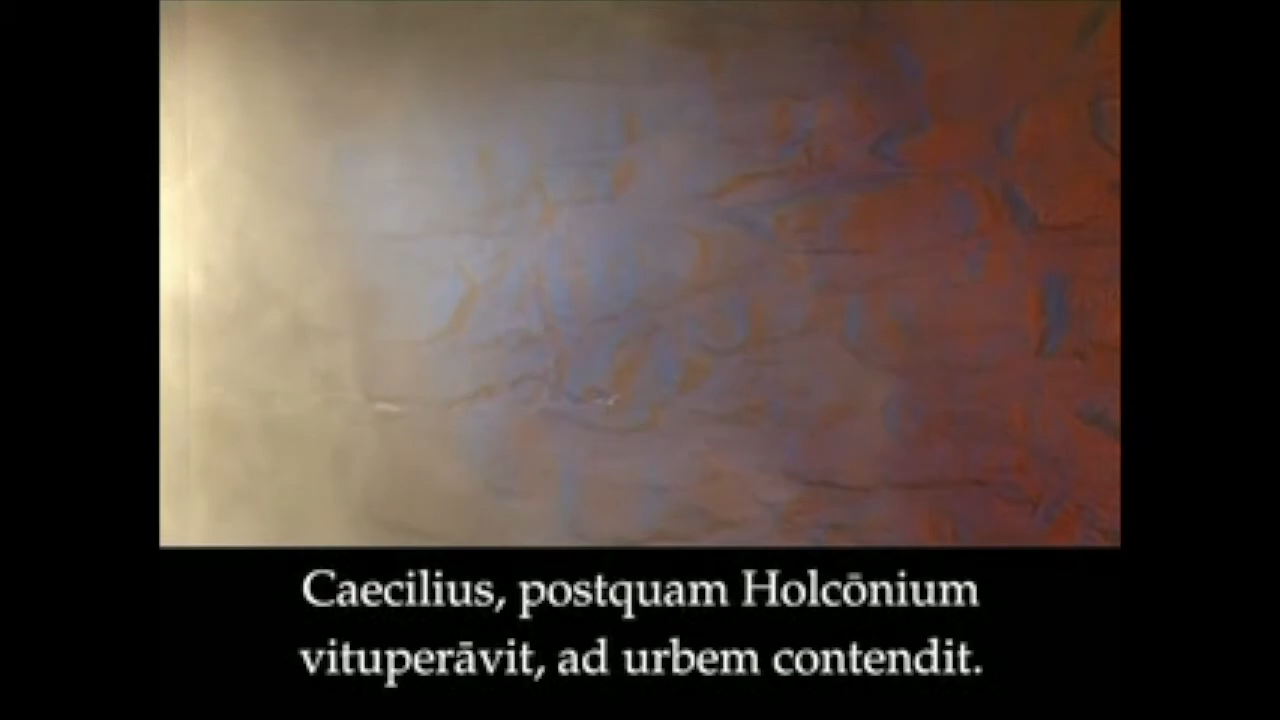 Caecilius, postquam Holcōnium
vituperāvit, ad urbem contendit.